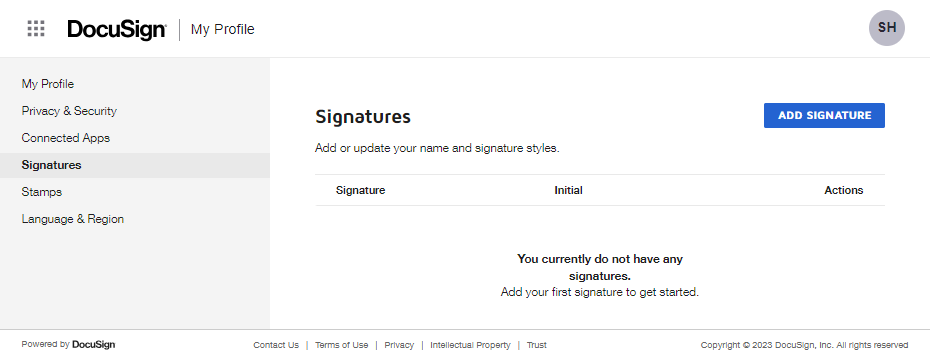 DocuSign My Profile SH
My Profile
Privacy & Security
Connected Apps
Signatures
Stamps
Language & Region
Signatures
ADD SIGNATURE
Add or update your name and signature styles.
Signature Initial Actions
You currently do not have any
signatures.
Add your first signature to get started.
Powered by DocuSign Contact Us | Terms of Use | Privacy | Intellectual Property | Trust Copyright © 2023 DocuSign, Inc. All rights reserved